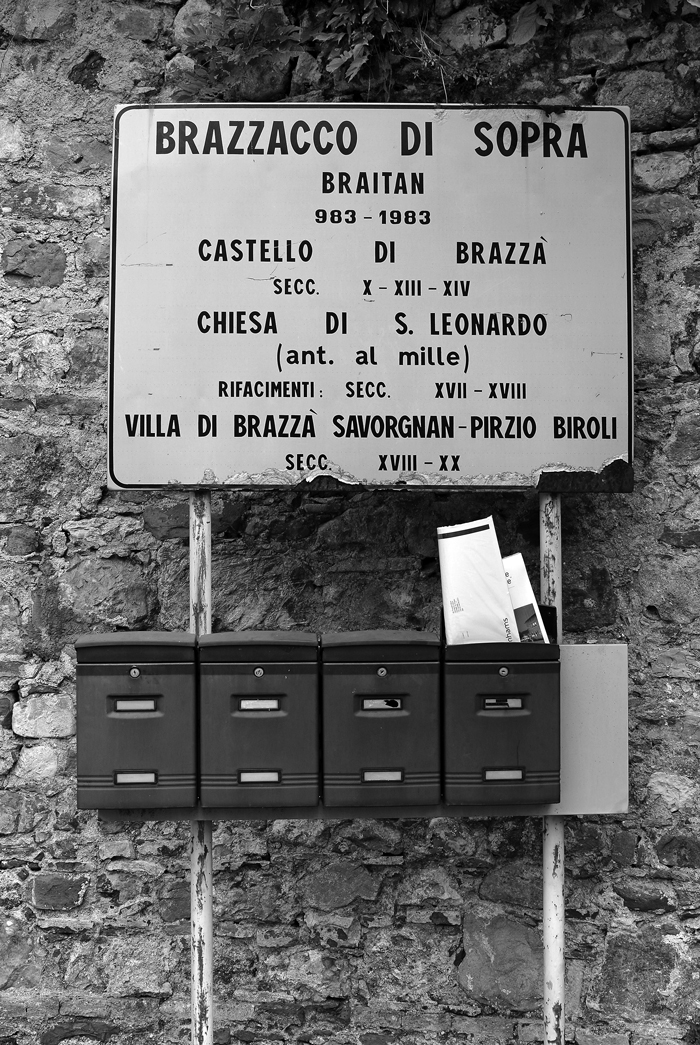 BRAZZACCO DI SOPRA
BRAITAN
983-1983
CASTELLO DI BRAZZÀ
SECC. X-XIII-XIV
CHIESA DI S. LEONARDO
(ant. al mille)
RIFACIMENTI: SECC. XVII-XVIII
VILLA DI BRAZZÀ SAVORGNAN-PIRZIO BIROLI
SECC. XVIII-XX